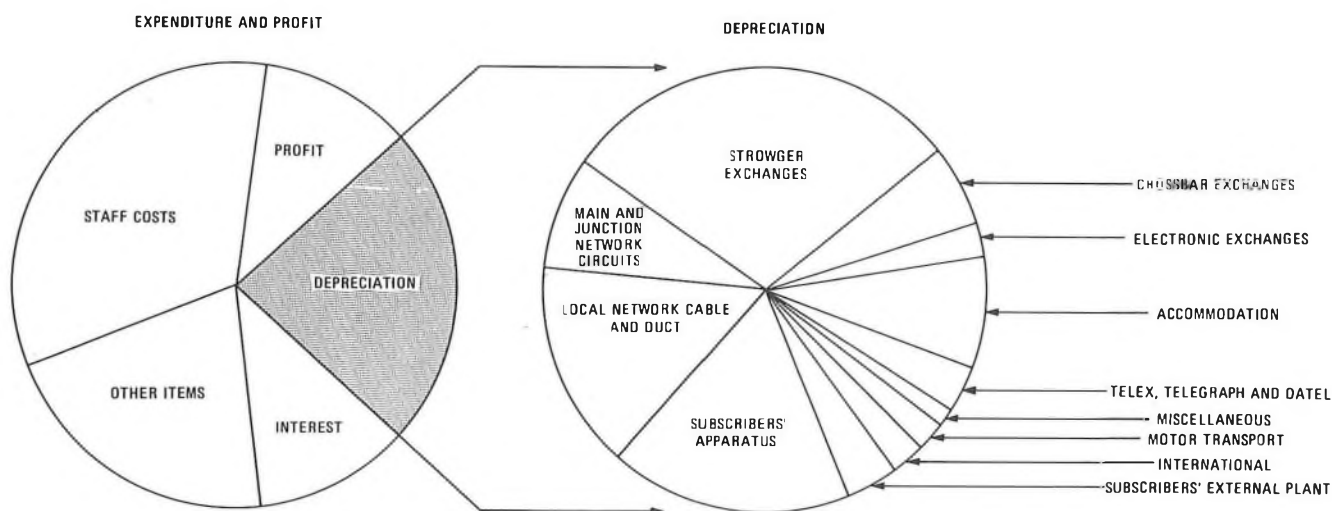 EXPENDITURE AND PROFIT
STAFF COSTS
PROFIT
DEPRECIATION
OTHER ITEMS
INTEREST
DEPRECIATION
STROWGER
EXCHANGES
MAIN AND
JUNCTION
NETWORK
CIRCUITS
LOCAL NETWORK CABLE
AND DUCT
SUBSCRIBERS'
APPARATUS
CROSSBAR EXCHANGES
ELECTRONIC EXCHANGES
ACCOMMODATION
TELEX, TELEGRAPH AND DATEL
MISCELLANEOUS
MOTOR TRANSPORT
INTERNATIONAL
SUBSCRIBERS' EXTERNAL PLANT